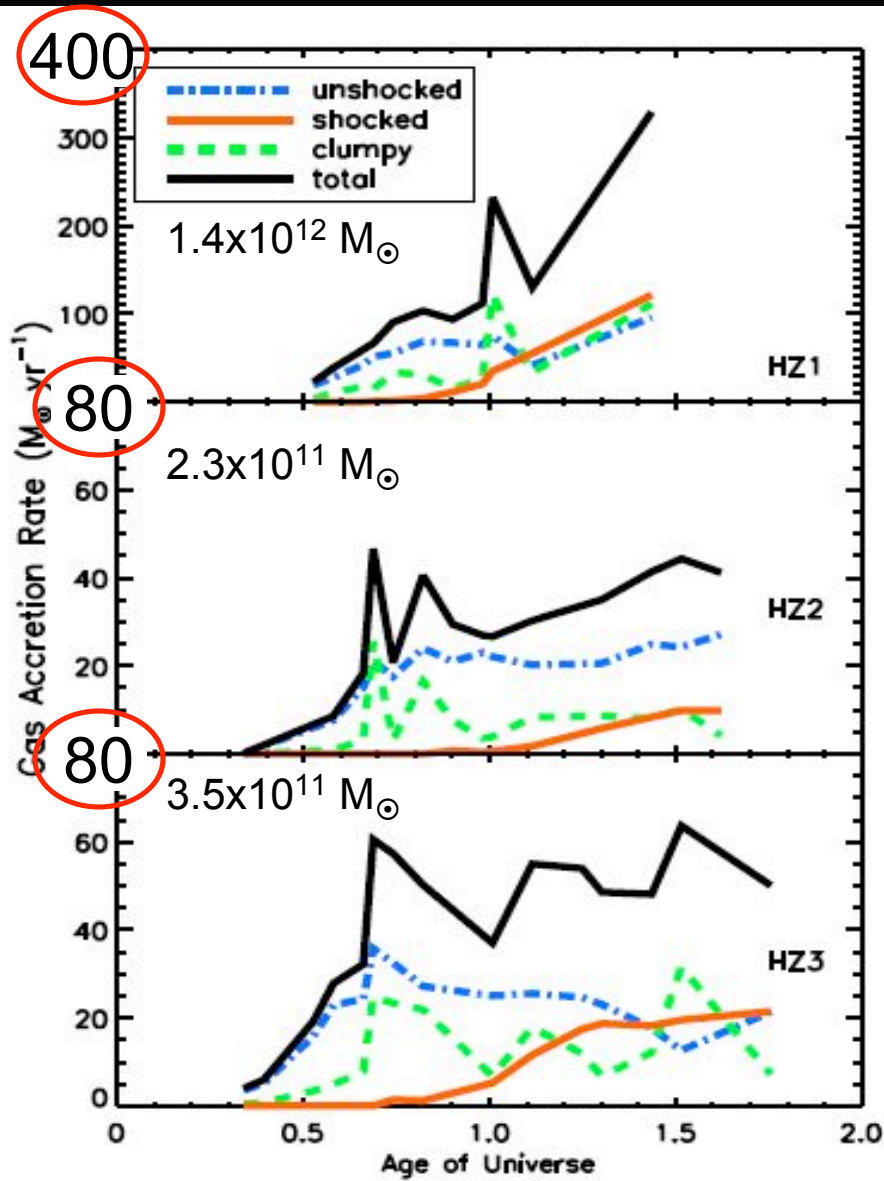 400
unshocked
shocked
clumpy
total
300
200
100
1.4x10¹² M☉
HZ1
Gas Accretion Rate (M☉ yr⁻¹)
80
60
40
20
2.3x10¹¹ M☉
HZ2
80
60
40
20
0
3.5x10¹¹ M☉
HZ3
0 0.5 1.0 1.5 2.0
Age of Universe